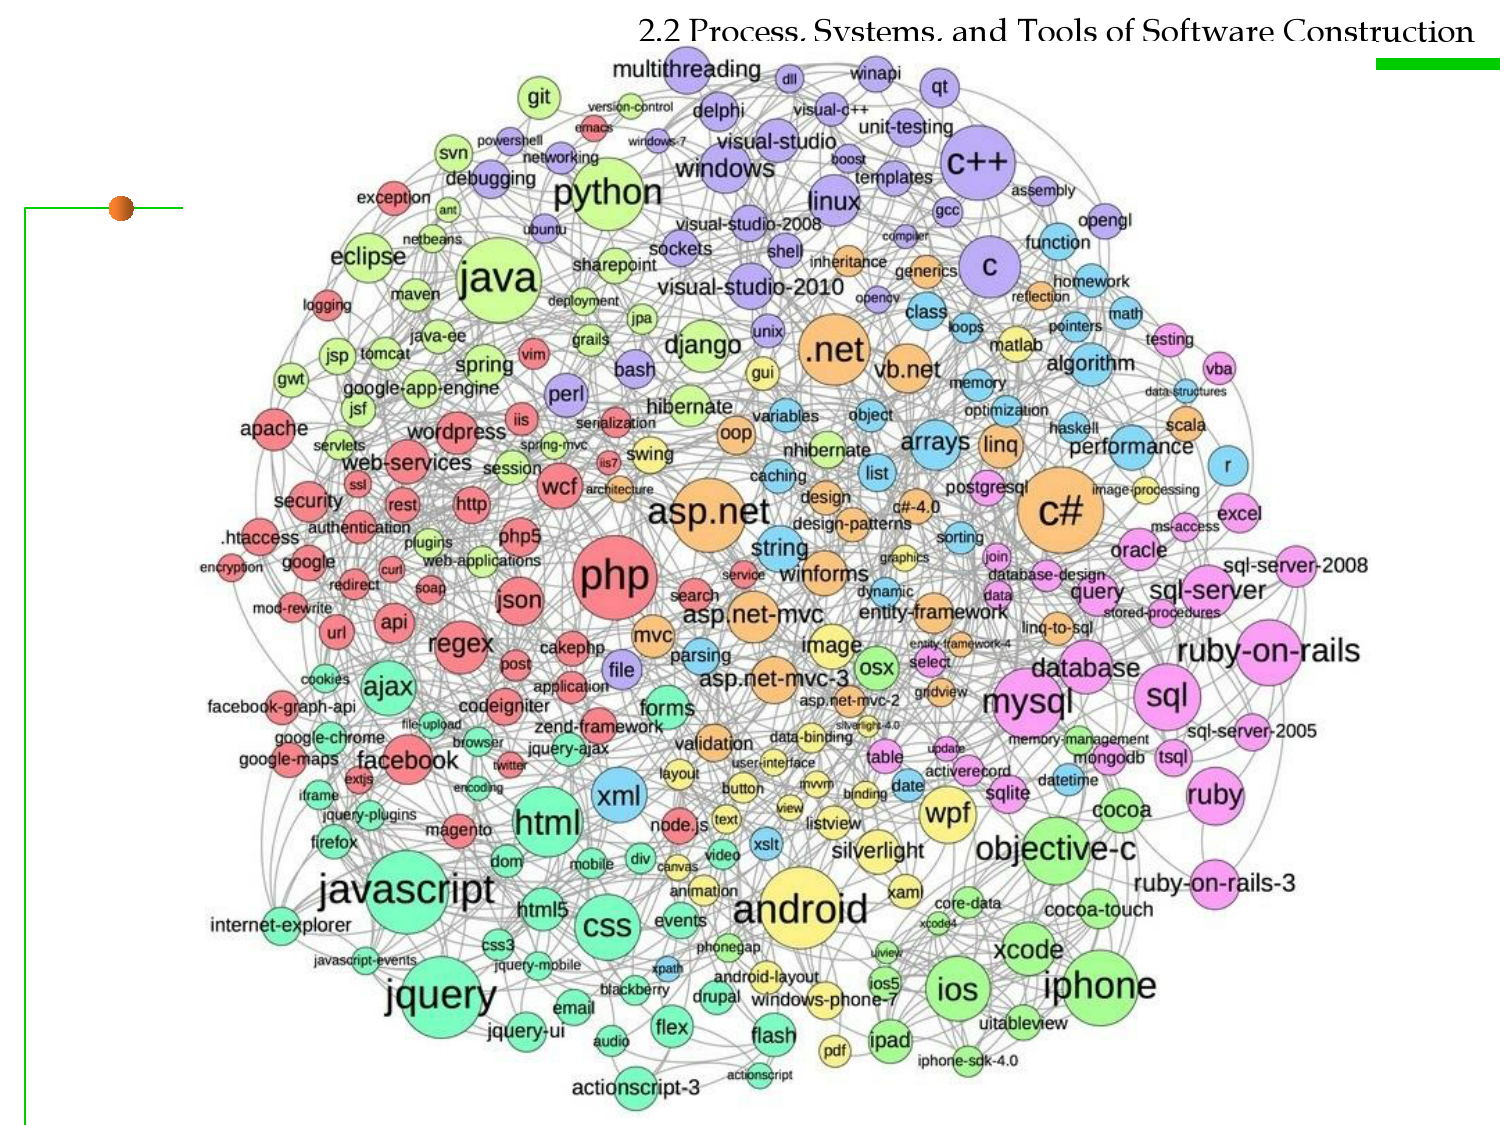 2.2 Process, Systems, and Tools of Software Construction
multithreading
dll
winapi
qt
git
version-control
delphi
visual-c++
unit-testing
emacs
powershell
windows-7
visual-studio
svn
networking
boost
c++
debugging
windows
templates
exception
python
linux
assembly
ant
gcc
ubuntu
visual-studio-2008
opengl
netbeans
sockets
shell
compiler
function
eclipse
sharepoint
inheritance
generics
c
java
visual-studio-2010
homework
logging
maven
deployment
opencv
reflection
class
math
jpa
unix
loops
pointers
java-ee
grails
django
.net
matlab
testing
jsp
tomcat
spring
vim
bash
gui
vb.net
algorithm
vba
gwt
google-app-engine
perl
memory
data-structures
jsf
hibernate
variables
object
optimization
apache
wordpress
iis
serialization
oop
haskell
scala
servlets
spring-mvc
swing
nhibernate
arrays
linq
performance
web-services
session
iis7
caching
list
r
ssl
wcf
architecture
postgresql
image-processing
security
rest
http
asp.net
design
c#-4.0
c#
excel
.htaccess
authentication
php5
design-patterns
ms-access
plugins
string
sorting
oracle
encryption
google
curl
web-applications
php
service
winforms
graphics
join
database-design
sql-server-2008
redirect
soap
json
search
dynamic
data
query
sql-server
mod-rewrite
api
asp.net-mvc
entity-framework
stored-procedures
url
regex
cakephp
mvc
image
entity-framework-4
linq-to-sql
ruby-on-rails
post
file
parsing
osx
select
database
cookies
ajax
application
asp.net-mvc-3
gridview
mysql
sql
facebook-graph-api
codeigniter
forms
asp.net-mvc-2
file-upload
zend-framework
silverlight-4.0
sql-server-2005
google-chrome
browser
jquery-ajax
validation
data-binding
update
memory-management
google-maps
facebook
twitter
user-interface
table
activerecord
mongodb
tsql
extjs
layout
iframe
encoding
xml
button
mvvm
binding
date
sqlite
datetime
ruby
jquery-plugins
magento
html
node.js
text
view
listview
wpf
cocoa
firefox
dom
mobile
div
canvas
video
xslt
silverlight
objective-c
javascript
animation
xaml
ruby-on-rails-3
html5
css
events
android
core-data
cocoa-touch
internet-explorer
xcode4
css3
phonegap
uiview
xcode
javascript-events
jquery-mobile
xpath
android-layout
jquery
blackberry
drupal
windows-phone-7
ios5
ios
iphone
email
jquery-ui
audio
flex
flash
pdf
ipad
uitableview
iphone-sdk-4.0
actionscript-3
actionscript